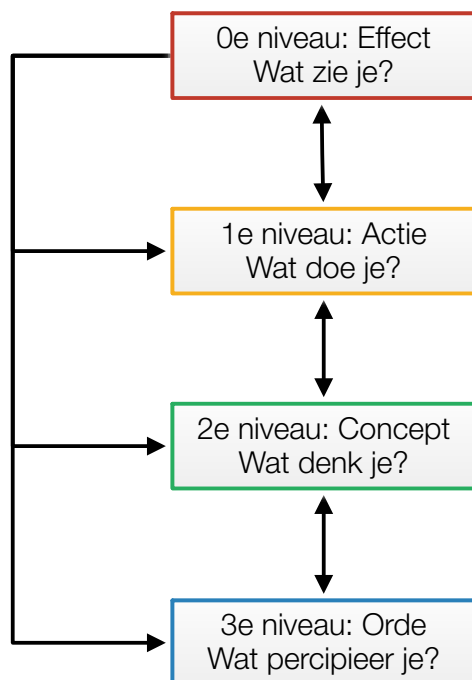 0e niveau: Effect
Wat zie je?
1e niveau: Actie
Wat doe je?
2e niveau: Concept
Wat denk je?
3e niveau: Orde
Wat percipieer je?